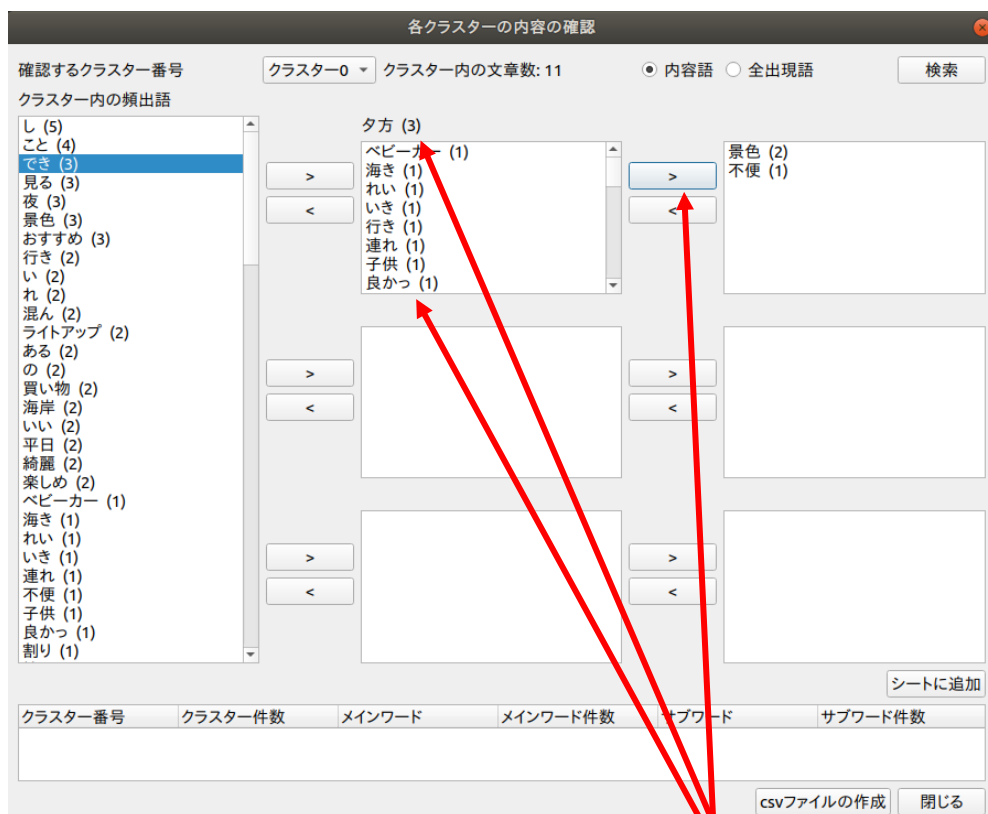 各クラスターの内容の確認
確認するクラスター番号 クラスター0 クラスター内の文章数: 11 内容語 全出現語 検索
クラスター内の頻出語
し (5)
こと (4)
でき (3)
見る (3)
夜 (3)
景色 (3)
おすすめ (3)
行き (2)
い (2)
れ (2)
混ん (2)
ライトアップ (2)
ある (2)
の (2)
買い物 (2)
海岸 (2)
いい (2)
平日 (2)
綺麗 (2)
楽しめ (2)
ベビーカー (1)
海き (1)
れい (1)
いき (1)
連れ (1)
不便 (1)
子供 (1)
良かっ (1)
割り (1)
>
<
夕方 (3)
ベビーカー (1)
海き (1)
れい (1)
いき (1)
行き (1)
連れ (1)
子供 (1)
良かっ (1)
>
<
景色 (2)
不便 (1)
>
<
>
<
>
<
>
<
シートに追加
クラスター番号 クラスター件数 メインワード メインワード件数 サブワード サブワード件数
csvファイルの作成 閉じる